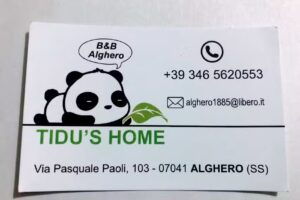 B&B
Alghero
+39 346 5620553
alghero1885@libero.it
TIDU'S HOME
Via Pasquale Paoli, 103 - 07041 ALGHERO (SS)